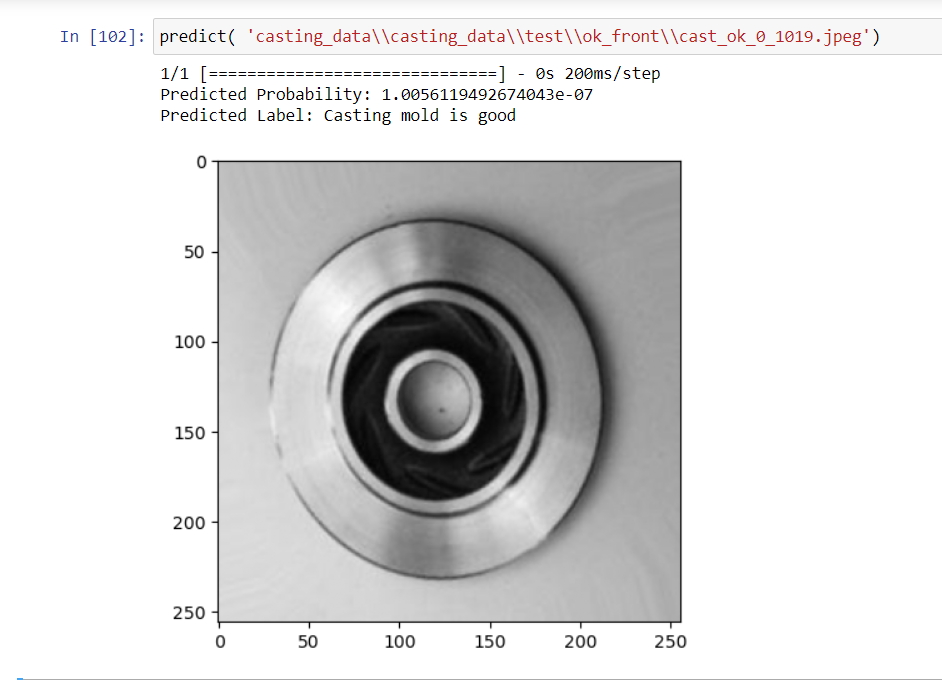 In [102]: predict( 'casting_data\\casting_data\\test\\ok_front\\cast_ok_0_1019.jpeg')
1/1 [==============================] - 0s 200ms/step
Predicted Probability: 1.0056119492674043e-07
Predicted Label: Casting mold is good
0
50
100
150
200
250
0 50 100 150 200 250